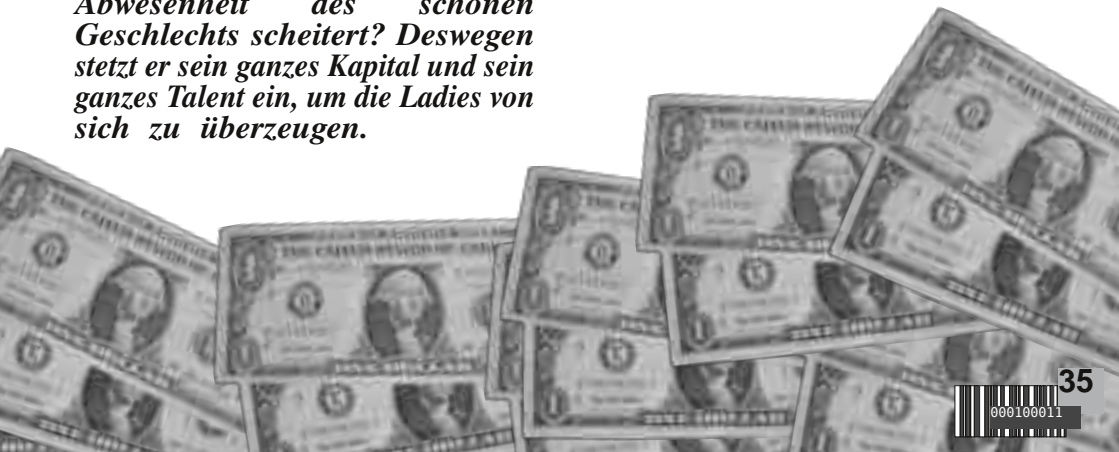 Abwesenheit des schönen
Geschlechts scheitert? Deswegen
stetzt er sein ganzes Kapital und sein
ganzes Talent ein, um die Ladies von
sich zu überzeugen.
35
000100011